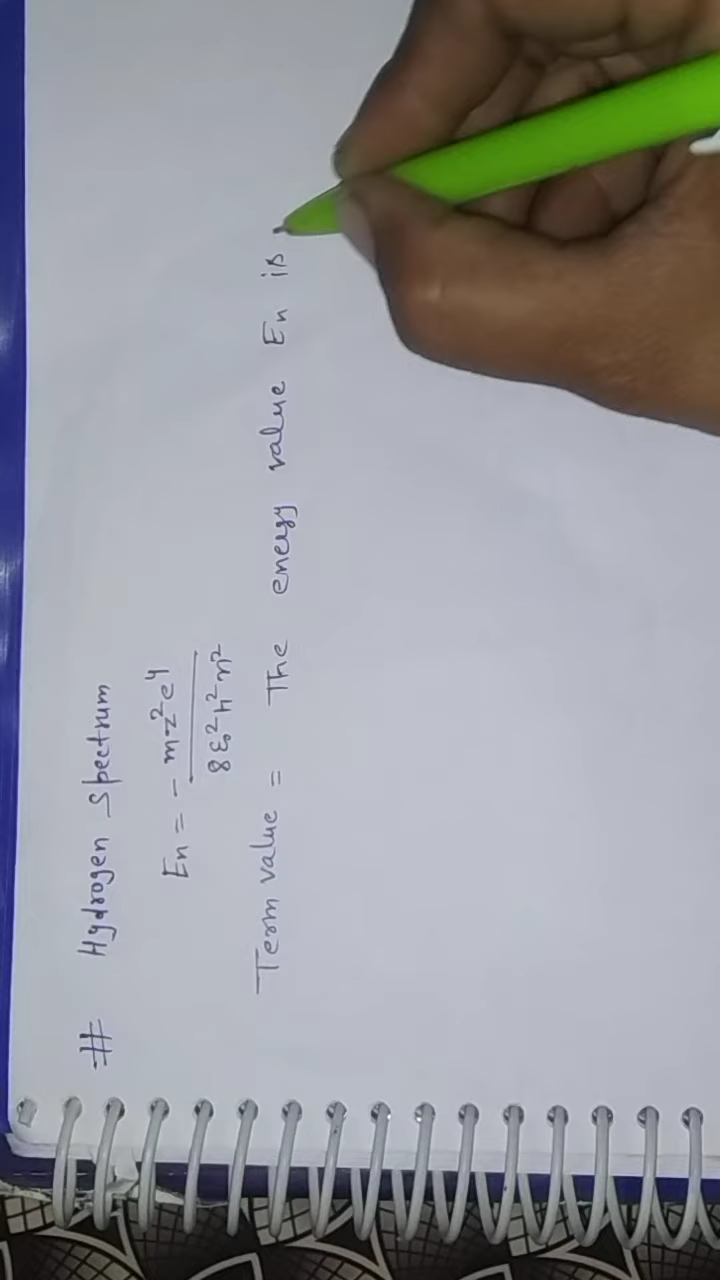 # Hydrogen Spectrum
En = - mz²e⁴
8ε₀²h²n²
Term value = The energy value En is